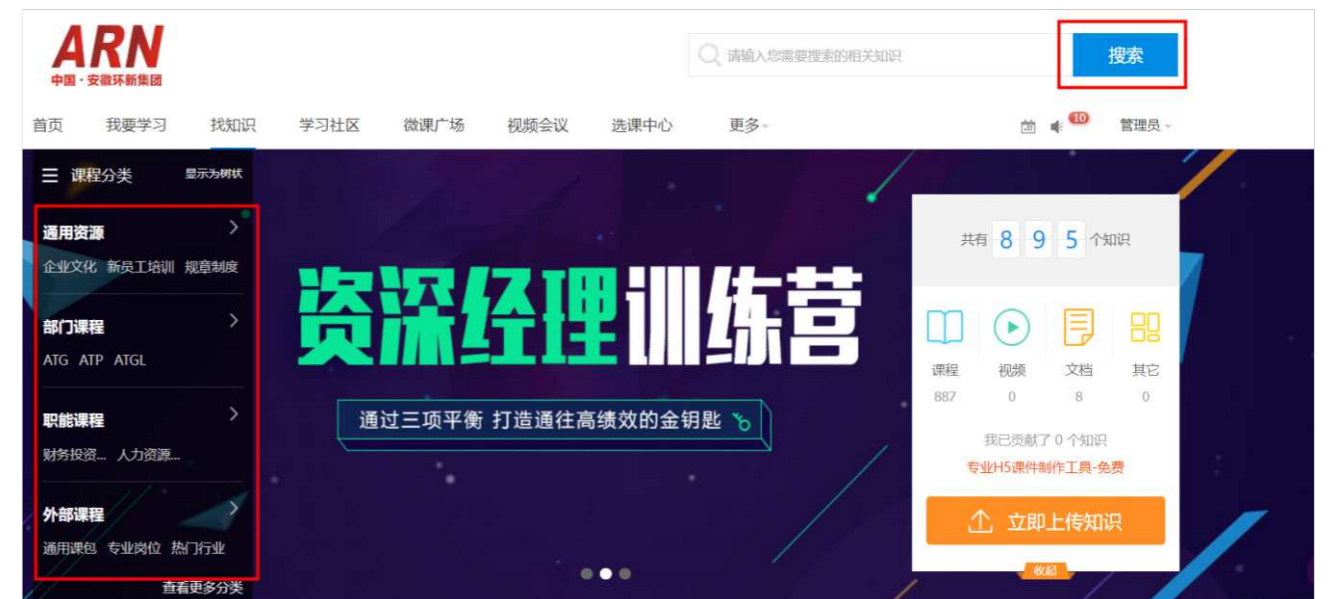 ARN
中国·安徽环新集团
请输入您需要搜索的相关知识
搜索
首页 我要学习 找知识 学习社区 微课广场 视频会议 选课中心 更多 10 管理员
课程分类 显示为树状
通用资源
企业文化 新员工培训 规章制度
部门课程
ATG ATP ATGL
职能课程
财务投资... 人力资源...
外部课程
通用课包 专业岗位 热门行业
查看更多分类
资深经理训练营
通过三项平衡 打造通往高绩效的金钥匙
共有 8 9 5 个知识
课程 视频 文档 其它
887 0 8 0
我已贡献了 0 个知识
专业H5课件制作工具-免费
立即上传知识
收起